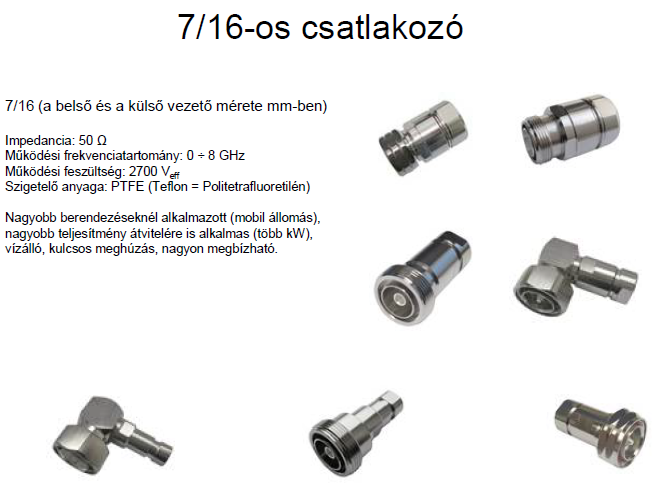 7/16-os csatlakozó
7/16 (a belső és a külső vezető mérete mm-ben)
Impedancia: 50 Ω
Működési frekvenciatartomány: 0 ÷ 8 GHz
Működési feszültség: 2700 Veff
Szigetelő anyaga: PTFE (Teflon = Politetrafluoretilén)
Nagyobb berendezéseknél alkalmazott (mobil állomás),
nagyobb teljesítmény átvitelére is alkalmas (több kW),
vízálló, kulcsos meghúzás, nagyon megbízható.